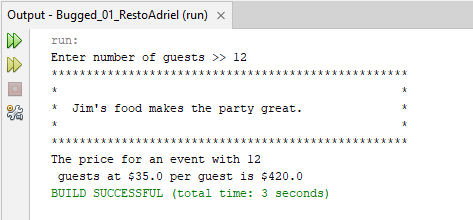 Output - Bugged_01_RestoAdriel (run) ×
run:
Enter number of guests >> 12
************************************************
*                                              *
*  Jim's food makes the party great.           *
*                                              *
************************************************
The price for an event with 12
 guests at $35.0 per guest is $420.0
BUILD SUCCESSFUL (total time: 3 seconds)